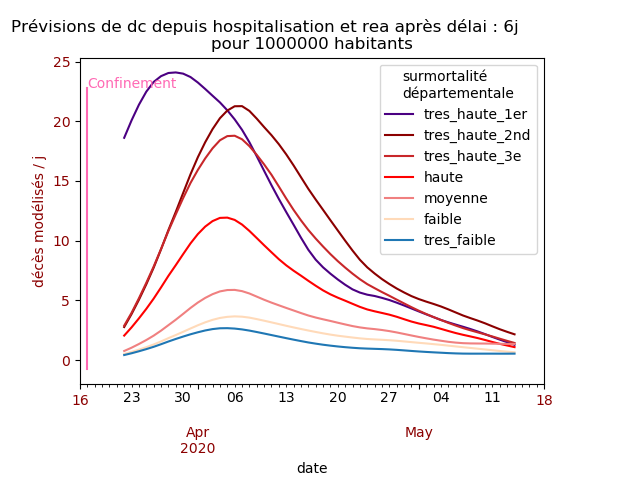 Prévisions de dc depuis hospitalisation et rea après délai : 6j
pour 1000000 habitants
Confinement
surmortalité
départementale
tres_haute_1er
tres_haute_2nd
tres_haute_3e
haute
moyenne
faible
tres_faible
décès modélisés / j
25
20
15
10
5
0
16 23 30 06 13 20 27 04 11 18
Apr May
2020
date